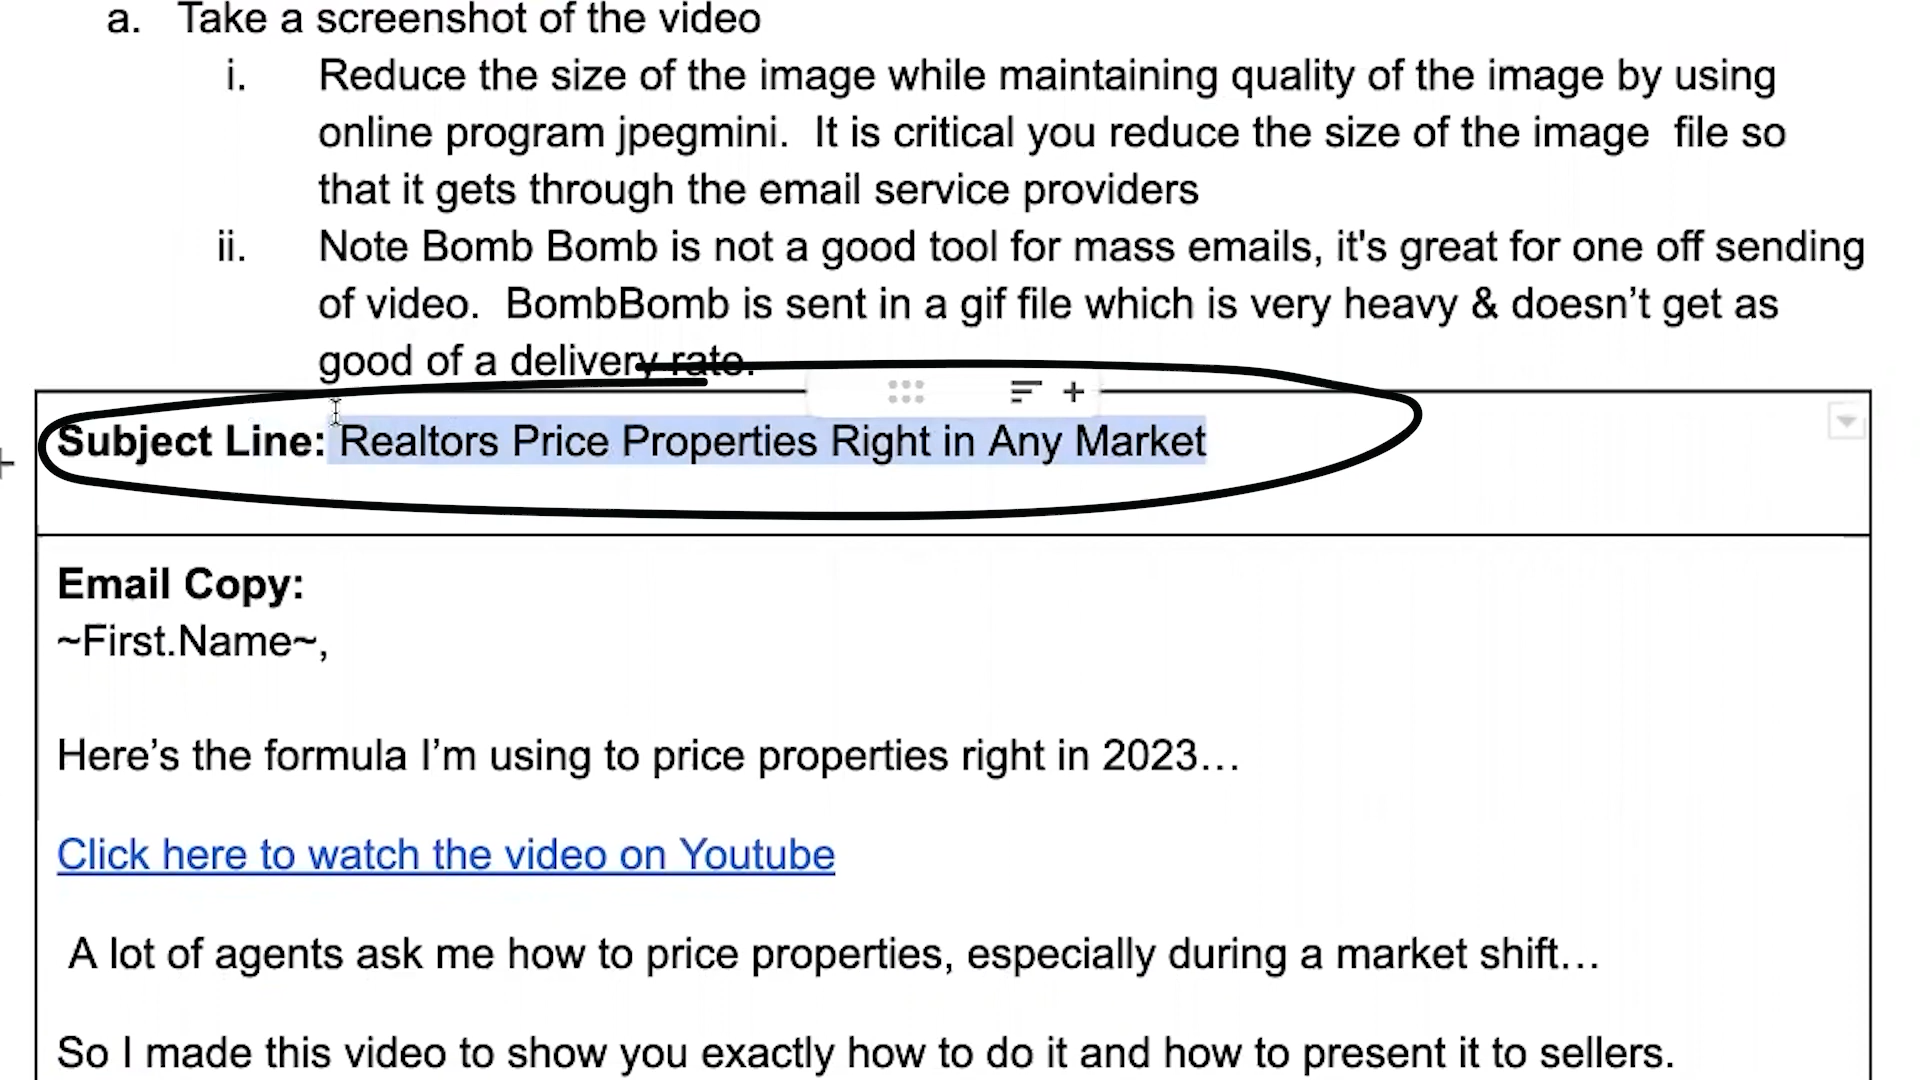 a. Take a screenshot of the video
i. Reduce the size of the image while maintaining quality of the image by using
online program jpegmini. It is critical you reduce the size of the image file so
that it gets through the email service providers
ii. Note Bomb Bomb is not a good tool for mass emails, it's great for one off sending
of video. BombBomb is sent in a gif file which is very heavy & doesn’t get as
good of a delivery rate.
Subject Line: Realtors Price Properties Right in Any Market
Email Copy:
~First.Name~,
Here’s the formula I’m using to price properties right in 2023…
Click here to watch the video on Youtube
A lot of agents ask me how to price properties, especially during a market shift…
So I made this video to show you exactly how to do it and how to present it to sellers.